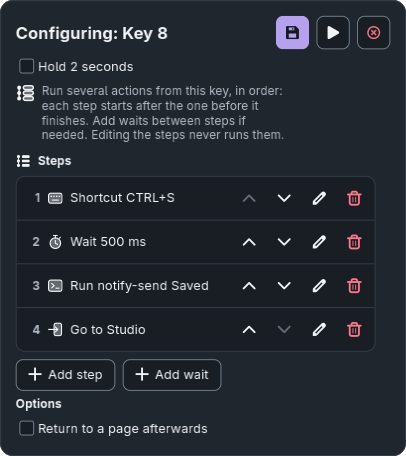 Configuring: Key 8
Hold 2 seconds
Run several actions from this key, in order:
each step starts after the one before it
finishes. Add waits between steps if
needed. Editing the steps never runs them.
Steps
1 Shortcut CTRL+S
2 Wait 500 ms
3 Run notify-send Saved
4 Go to Studio
Add step Add wait
Options
Return to a page afterwards